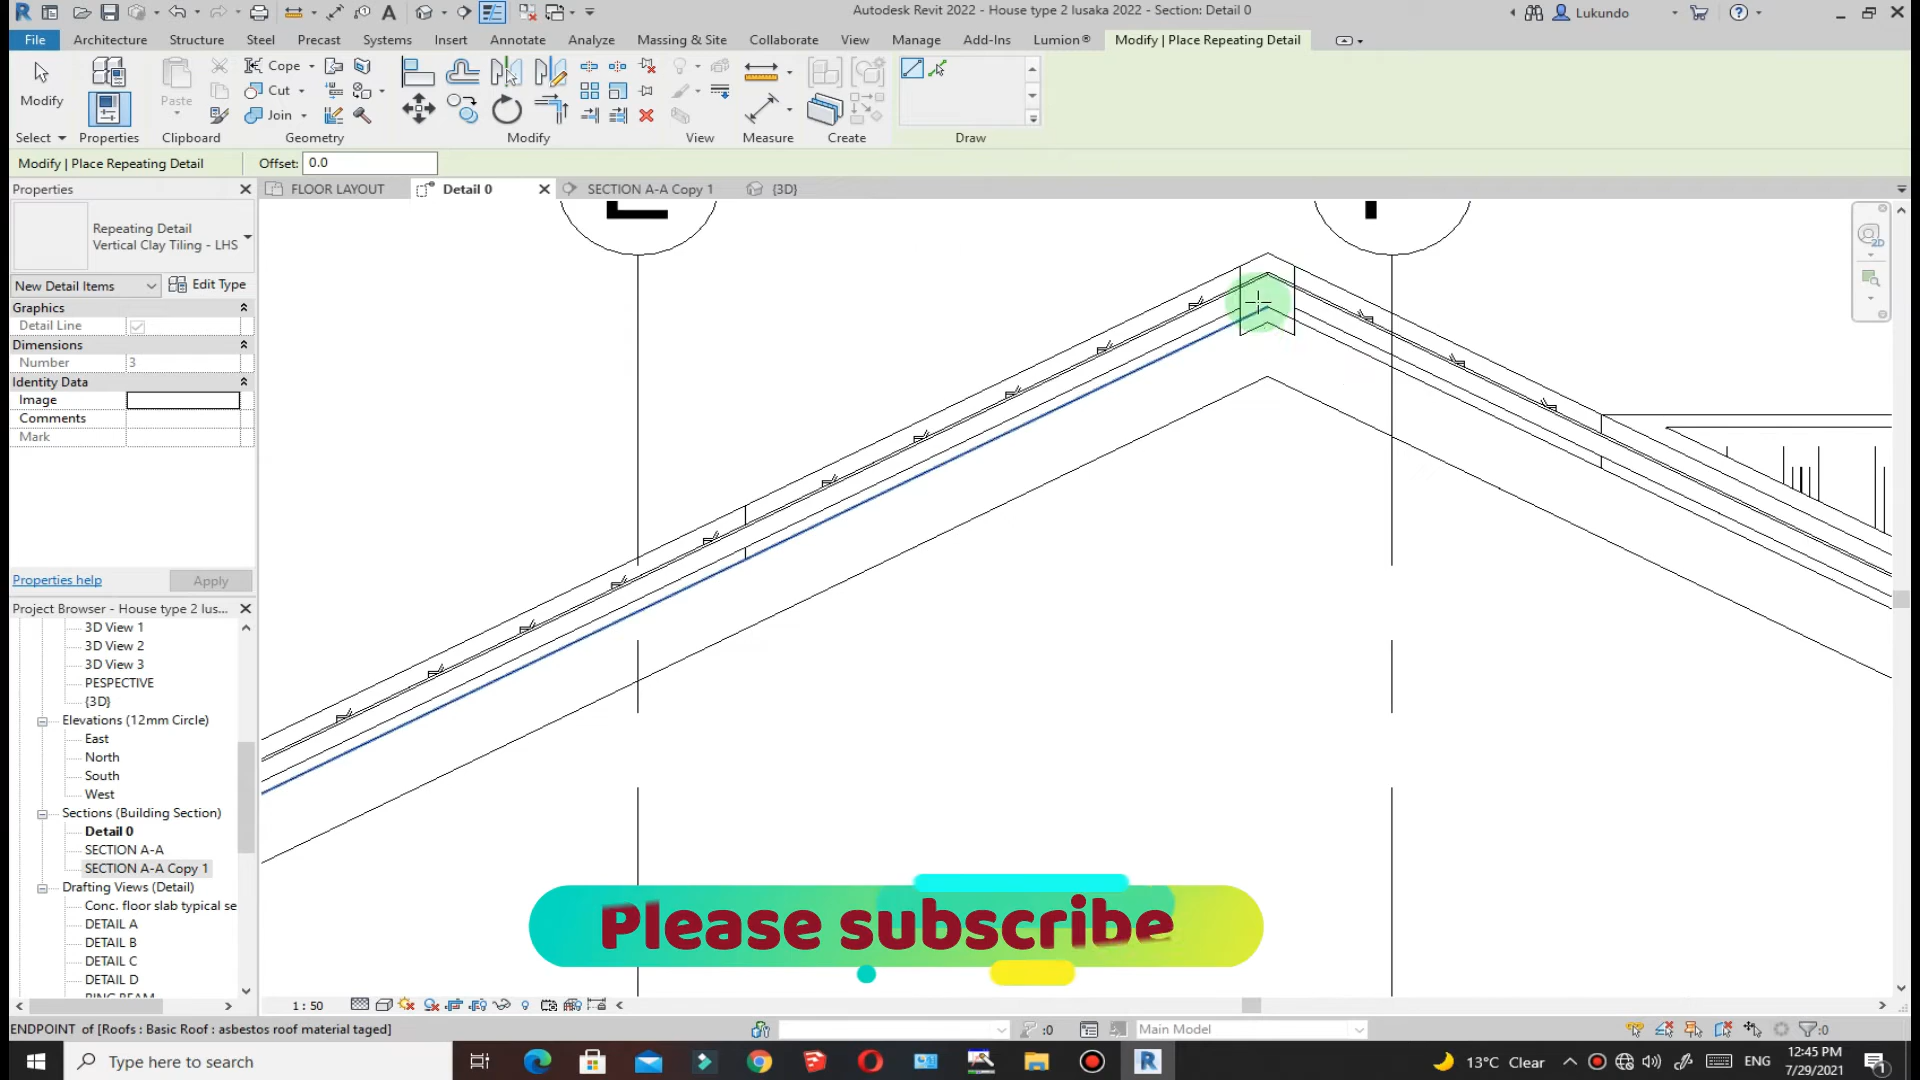 Autodesk Revit 2022 - House type 2 lusaka 2022 - Section: Detail 0
Lukundo
File
Architecture
Structure
Steel
Precast
Systems
Insert
Annotate
Analyze
Massing & Site
Collaborate
View
Manage
Add-Ins
Lumion®
Modify | Place Repeating Detail
Modify
Paste
Cope
Cut
Join
Select
Properties
Clipboard
Geometry
Modify
View
Measure
Create
Draw
Modify | Place Repeating Detail
Offset: 0.0
Properties
FLOOR LAYOUT
Detail 0
SECTION A-A Copy 1
{3D}
Repeating Detail
Vertical Clay Tiling - LHS
New Detail Items
Edit Type
Graphics
Detail Line
Dimensions
Number 3
Identity Data
Image
Comments
Mark
Properties help
Apply
Project Browser - House type 2 lus...
3D View 1
3D View 2
3D View 3
PESPECTIVE
{3D}
Elevations (12mm Circle)
East
North
South
West
Sections (Building Section)
Detail 0
SECTION A-A
SECTION A-A Copy 1
Drafting Views (Detail)
Conc. floor slab typical se
DETAIL A
DETAIL B
DETAIL C
DETAIL D
2D
Please subscribe
1 : 50
ENDPOINT of [Roofs : Basic Roof : asbestos roof material taged]
:0
Main Model
:0
Type here to search
13°C Clear
ENG
12:45 PM
7/29/2021
1